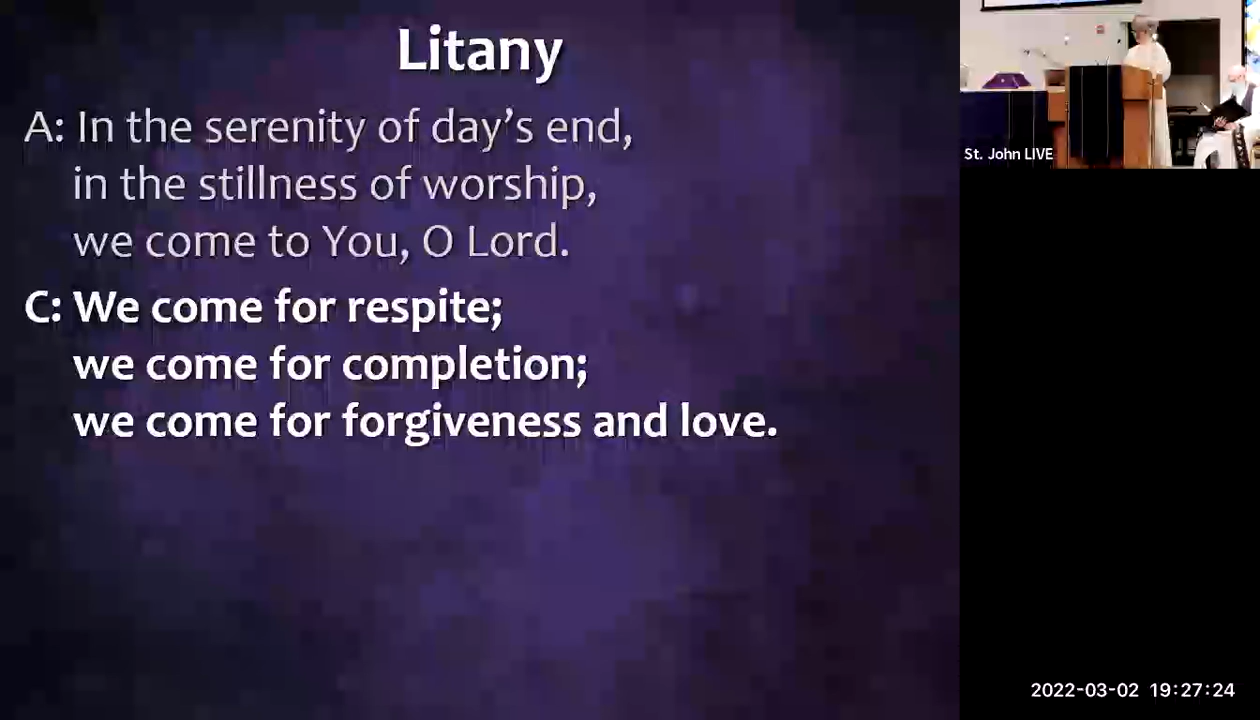 Litany
A: In the serenity of day’s end,
in the stillness of worship,
we come to You, O Lord.
C: We come for respite;
we come for completion;
we come for forgiveness and love.
St. John LIVE
2022-03-02 19:27:24